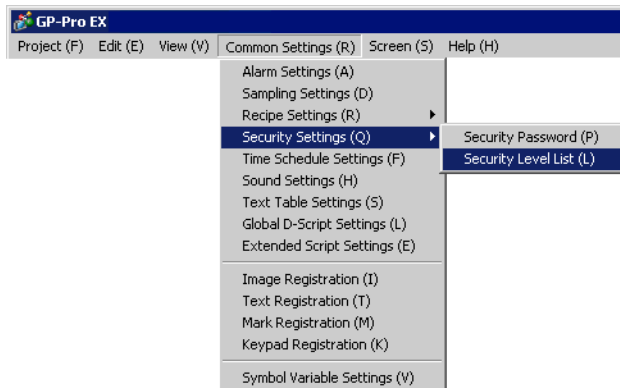 GP-Pro EX
Project (F) Edit (E) View (V) Common Settings (R) Screen (S) Help (H)
Alarm Settings (A)
Sampling Settings (D)
Recipe Settings (R)
Security Settings (Q)
Security Password (P)
Security Level List (L)
Time Schedule Settings (F)
Sound Settings (H)
Text Table Settings (S)
Global D-Script Settings (L)
Extended Script Settings (E)
Image Registration (I)
Text Registration (T)
Mark Registration (M)
Keypad Registration (K)
Symbol Variable Settings (V)